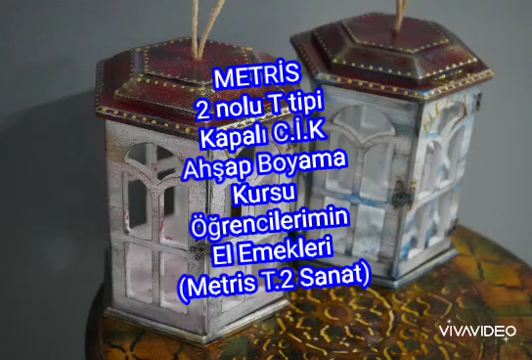 METRİS
2 nolu T tipi
Kapalı C.İ.K
Ahşap Boyama
Kursu
Öğrencilerimin
El Emekleri
(Metris T.2 Sanat)
VIVAVIDEO